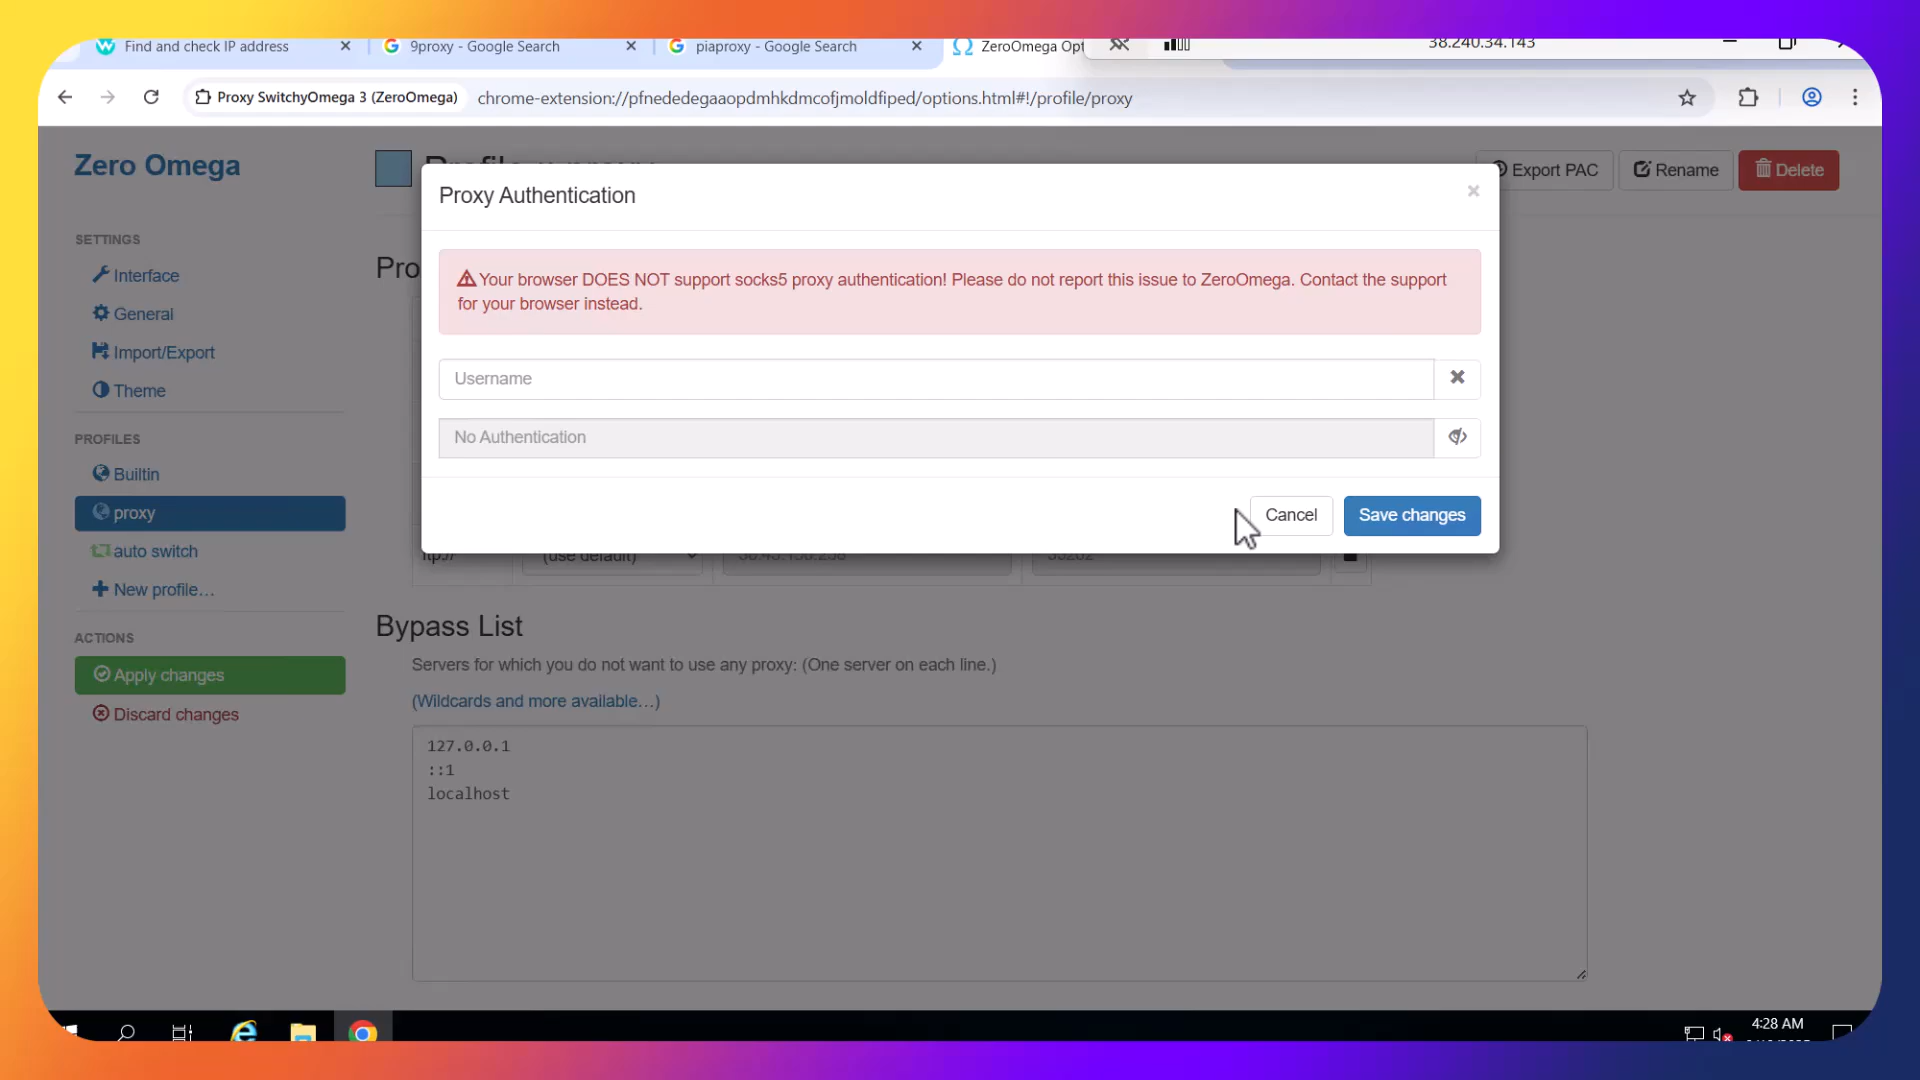 Find and check IP address
9proxy - Google Search
piaproxy - Google Search
ZeroOmega Opt
38.240.34.143
Proxy SwitchyOmega 3 (ZeroOmega)
chrome-extension://pfnededegaaopdmhkdmcofjmoldfiped/options.html#!/profile/proxy
Zero Omega
Export PAC
Rename
Delete
Proxy Authentication
SETTINGS
Interface
General
Import/Export
Theme
Pro
Your browser DOES NOT support socks5 proxy authentication! Please do not report this issue to ZeroOmega. Contact the support
for your browser instead.
Username
No Authentication
Cancel
Save changes
PROFILES
Builtin
proxy
auto switch
New profile…
(use default)
ACTIONS
Apply changes
Discard changes
Bypass List
Servers for which you do not want to use any proxy: (One server on each line.)
(Wildcards and more available…)
127.0.0.1
::1
localhost
4:28 AM